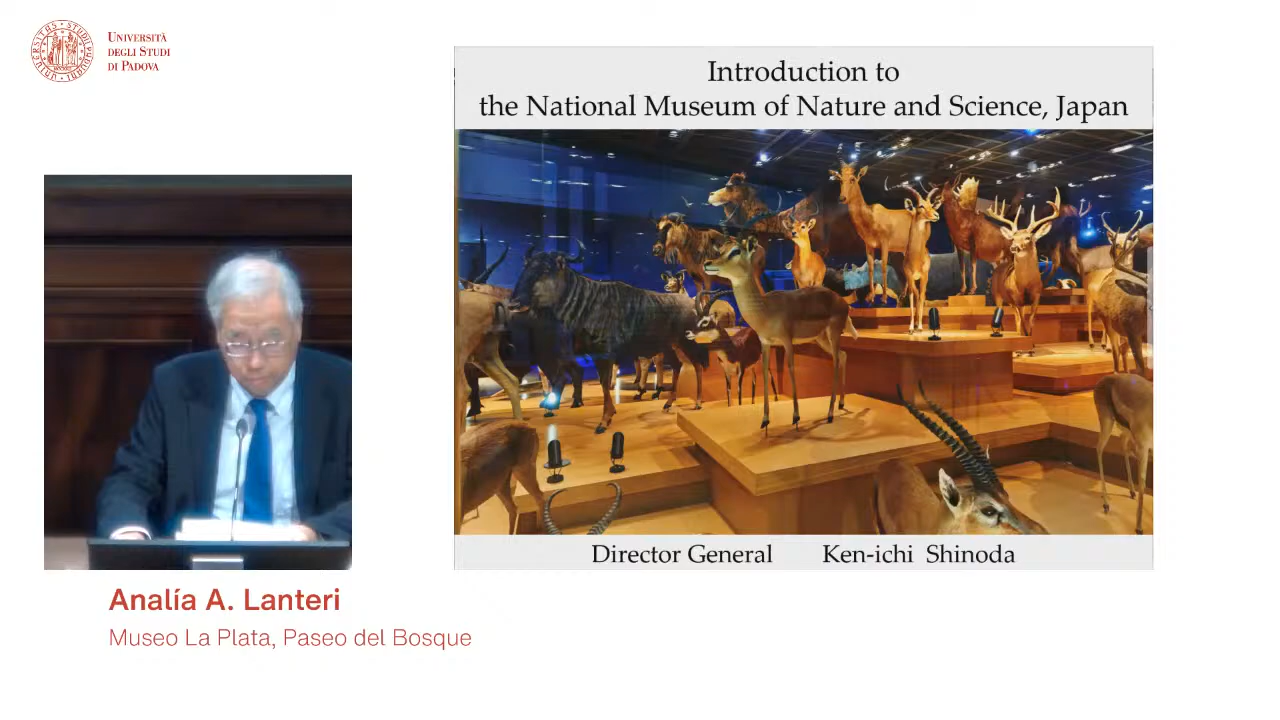 UNIVERSITÀ
DEGLI STUDI
DI PADOVA
Introduction to
the National Museum of Nature and Science, Japan
Director General Ken-ichi Shinoda
Analía A. Lanteri
Museo La Plata, Paseo del Bosque